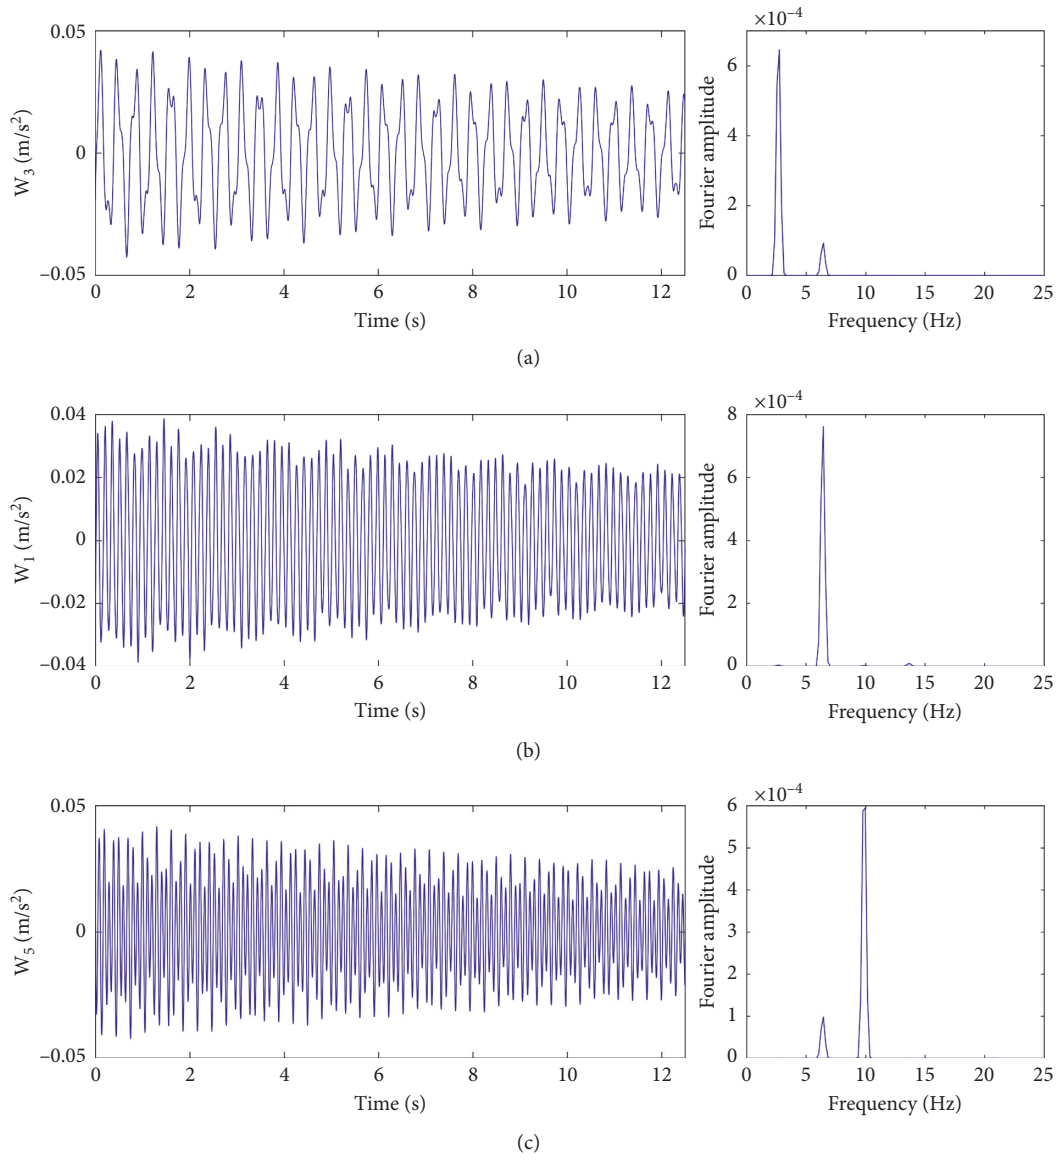 0.05
0
–0.05
W3 (m/s2)
0 2 4 6 8 10 12
Time (s)
×10–4
6
4
2
0
Fourier amplitude
0 5 10 15 20 25
Frequency (Hz)
(a)
0.04
0.02
0
–0.02
–0.04
W1 (m/s2)
0 2 4 6 8 10 12
Time (s)
×10–4
8
6
4
2
0
Fourier amplitude
0 5 10 15 20 25
Frequency (Hz)
(b)
0.05
0
–0.05
W5 (m/s2)
0 2 4 6 8 10 12
Time (s)
×10–4
6
5
4
3
2
1
0
Fourier amplitude
0 5 10 15 20 25
Frequency (Hz)
(c)